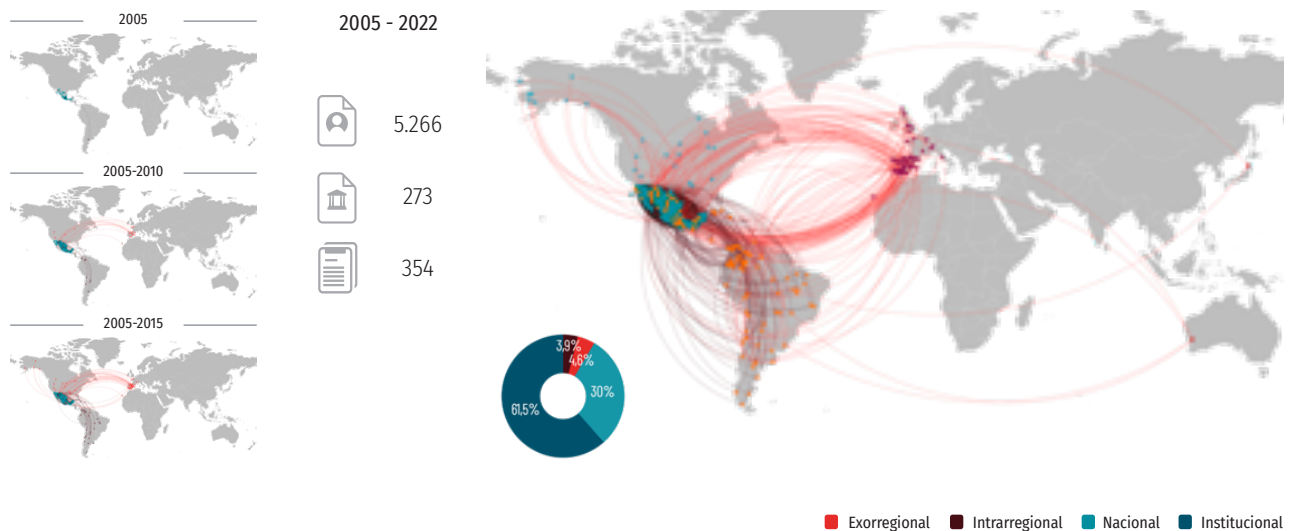 2005
2005-2010
2005-2015
2005 - 2022
5.266
273
354
3,9%
4,6%
30%
61,5%
Exorregional
Intrarregional
Nacional
Institucional